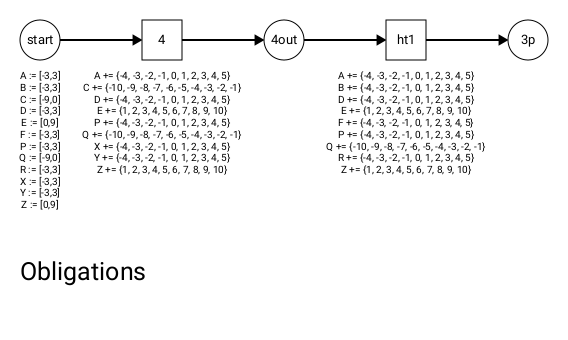 start
4
4out
ht1
3p
A := [-3,3]
B := [-3,3]
C := [-9,0]
D := [-3,3]
E := [0,9]
F := [-3,3]
P := [-3,3]
Q := [-9,0]
R := [-3,3]
X := [-3,3]
Y := [-3,3]
Z := [0,9]
A += {-4, -3, -2, -1, 0, 1, 2, 3, 4, 5}
C += {-10, -9, -8, -7, -6, -5, -4, -3, -2, -1}
D += {-4, -3, -2, -1, 0, 1, 2, 3, 4, 5}
E += {1, 2, 3, 4, 5, 6, 7, 8, 9, 10}
P += {-4, -3, -2, -1, 0, 1, 2, 3, 4, 5}
Q += {-10, -9, -8, -7, -6, -5, -4, -3, -2, -1}
X += {-4, -3, -2, -1, 0, 1, 2, 3, 4, 5}
Y += {-4, -3, -2, -1, 0, 1, 2, 3, 4, 5}
Z += {1, 2, 3, 4, 5, 6, 7, 8, 9, 10}
A += {-4, -3, -2, -1, 0, 1, 2, 3, 4, 5}
B += {-4, -3, -2, -1, 0, 1, 2, 3, 4, 5}
D += {-4, -3, -2, -1, 0, 1, 2, 3, 4, 5}
E += {1, 2, 3, 4, 5, 6, 7, 8, 9, 10}
F += {-4, -3, -2, -1, 0, 1, 2, 3, 4, 5}
P += {-4, -3, -2, -1, 0, 1, 2, 3, 4, 5}
Q += {-10, -9, -8, -7, -6, -5, -4, -3, -2, -1}
R += {-4, -3, -2, -1, 0, 1, 2, 3, 4, 5}
Z += {1, 2, 3, 4, 5, 6, 7, 8, 9, 10}
Obligations